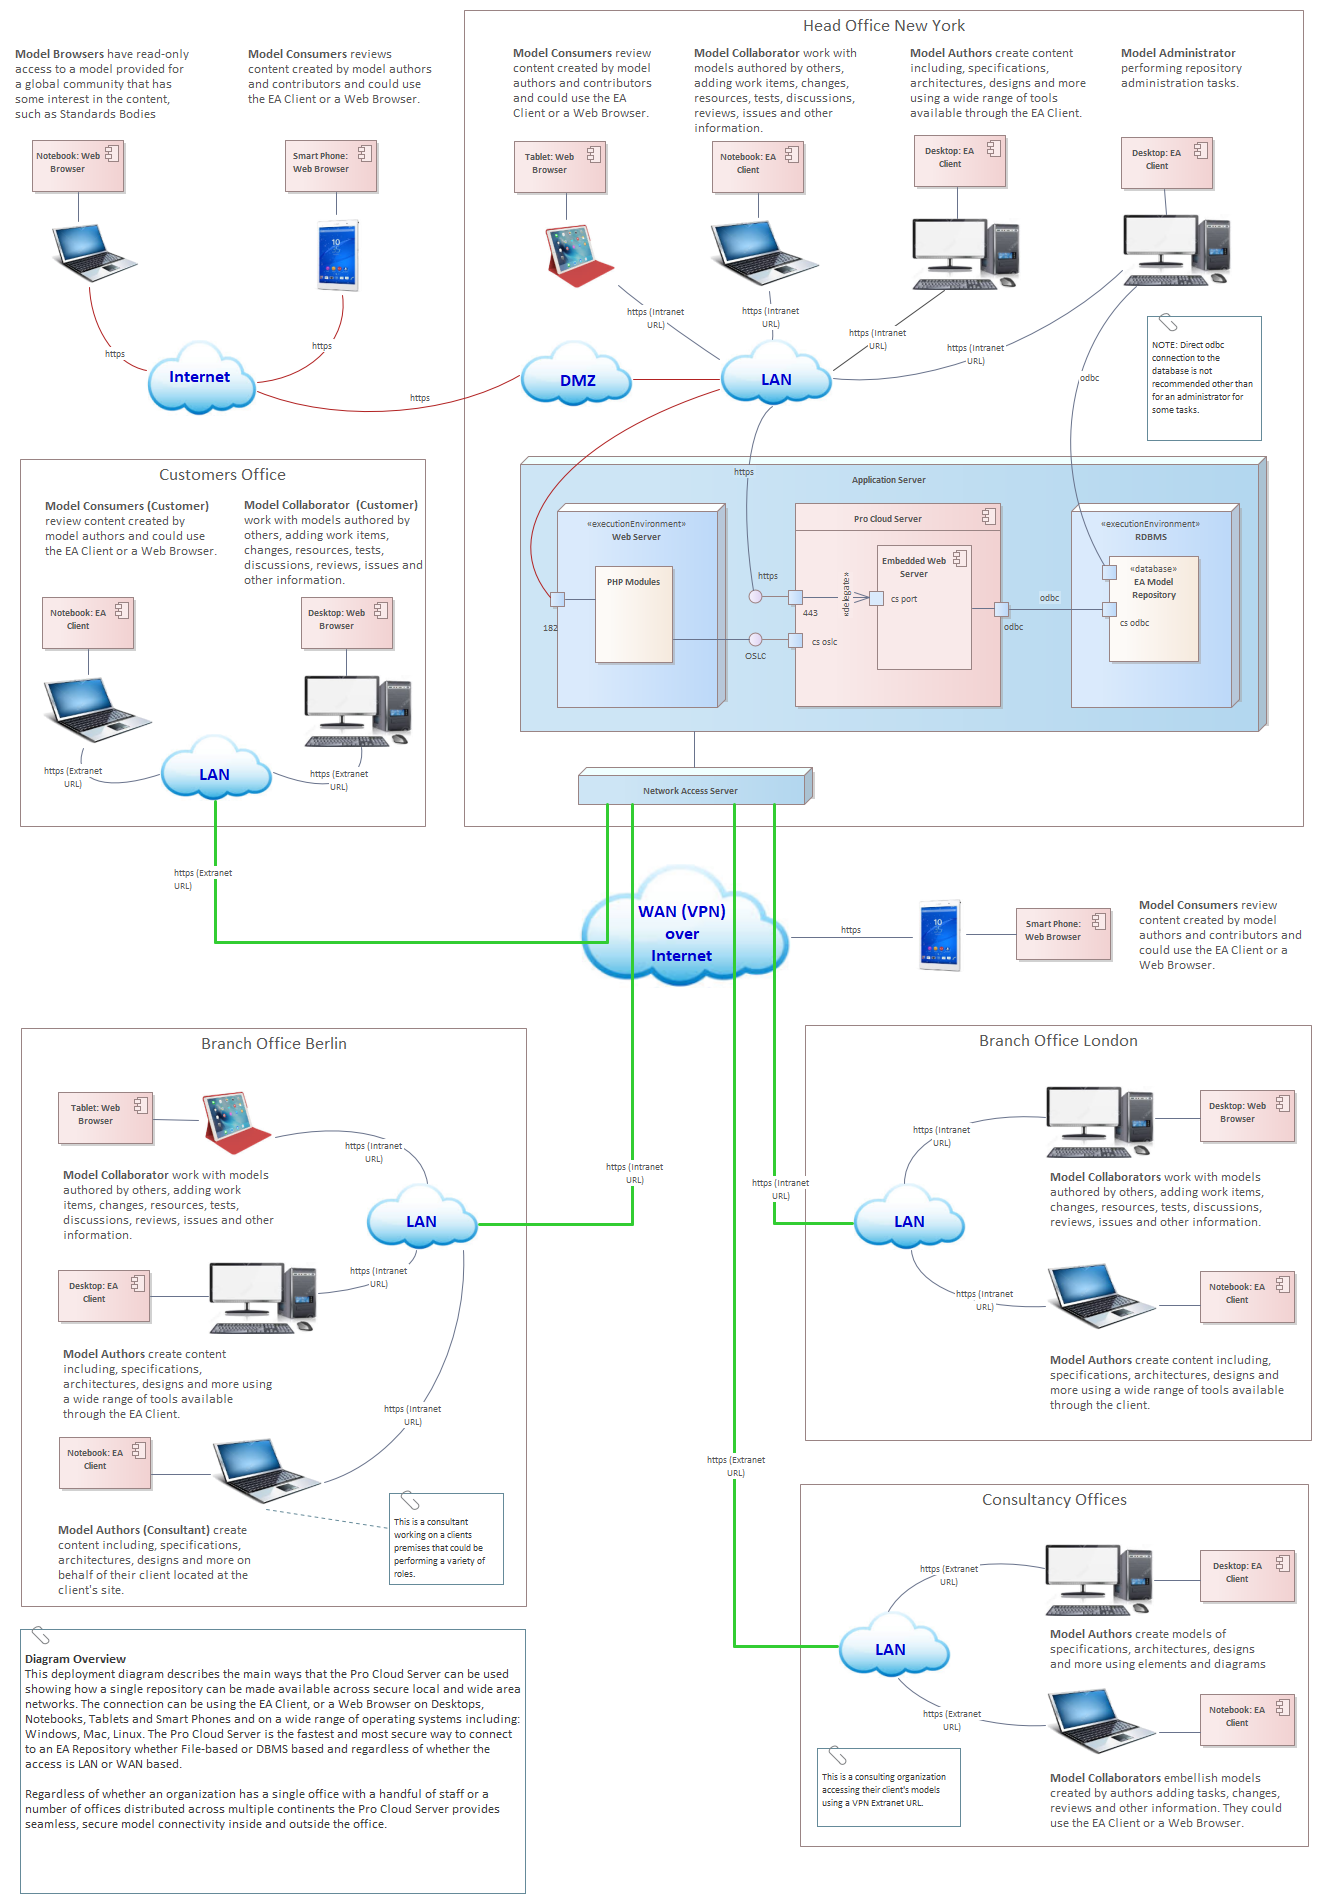 Head Office New York
Model Browsers have read-only
access to a model provided for
a global community that has
some interest in the content,
such as Standards Bodies
Model Consumers reviews
content created by model authors
and contributors and could use
the EA Client or a Web Browser.
Model Consumers review
content created by model
authors and contributors
and could use the EA
Client or a Web Browser.
Model Collaborator work with
models authored by others,
adding work items, changes,
resources, tests, discussions,
reviews, issues and other
information.
Model Authors create content
including, specifications,
architectures, designs and more
using a wide range of tools
available through the EA Client.
Model Administrator
performing repository
administration tasks.
Notebook: Web
Browser
Smart Phone:
Web Browser
Tablet: Web
Browser
Notebook: EA
Client
Desktop: EA
Client
Desktop: EA
Client
https
https
Internet
https
https (Intranet
URL)
https (Intranet
URL)
https (Intranet
URL)
https (Intranet
URL)
odbc
DMZ
LAN
NOTE: Direct odbc
connection to the
database is not
recommended other than
for an administrator for
some tasks.
https
Application Server
«executionEnvironment»
Web Server
PHP Modules
182
Pro Cloud Server
https
443
«delegate»
Embedded Web
Server
cs port
OSLC
cs oslc
odbc
odbc
«executionEnvironment»
RDBMS
«database»
EA Model
Repository
cs odbc
Network Access Server
Customers Office
Model Consumers (Customer)
review content created by
model authors and could use
the EA Client or a Web Browser.
Model Collaborator (Customer)
work with models authored by
others, adding work items,
changes, resources, tests,
discussions, reviews, issues and
other information.
Notebook: EA
Client
Desktop: Web
Browser
https (Extranet
URL)
LAN
https (Extranet
URL)
https (Extranet
URL)
WAN (VPN)
over
Internet
https
Smart Phone:
Web Browser
Model Consumers review
content created by model
authors and contributors and
could use the EA Client or a
Web Browser.
Branch Office Berlin
Tablet: Web
Browser
https (Intranet
URL)
Model Collaborator work with models
authored by others, adding work
items, changes, resources, tests,
discussions, reviews, issues and other
information.
LAN
https (Intranet
URL)
Desktop: EA
Client
https (Intranet
URL)
Model Authors create content
including, specifications,
architectures, designs and more using
a wide range of tools available
through the EA Client.
https (Intranet
URL)
Notebook: EA
Client
Model Authors (Consultant) create
content including, specifications,
architectures, designs and more on
behalf of their client located at the
client's site.
This is a consultant
working on a clients
premises that could be
performing a variety of
roles.
Branch Office London
https (Intranet
URL)
Desktop: Web
Browser
Model Collaborators work with models
authored by others, adding work items,
changes, resources, tests, discussions,
reviews, issues and other information.
https (Intranet
URL)
LAN
https (Intranet
URL)
Notebook: EA
Client
Model Authors create content including,
specifications, architectures, designs and
more using a wide range of tools available
through the client.
https (Extranet
URL)
Consultancy Offices
https (Extranet
URL)
Desktop: EA
Client
Model Authors create models of
specifications, architectures, designs
and more using elements and diagrams
LAN
https (Extranet
URL)
Notebook: EA
Client
This is a consulting organization
accessing their client's models
using a VPN Extranet URL.
Model Collaborators embellish models
created by authors adding tasks, changes,
reviews and other information. They could
use the EA Client or a Web Browser.
Diagram Overview
This deployment diagram describes the main ways that the Pro Cloud Server can be used
showing how a single repository can be made available across secure local and wide area
networks. The connection can be using the EA Client, or a Web Browser on Desktops,
Notebooks, Tablets and Smart Phones and on a wide range of operating systems including:
Windows, Mac, Linux. The Pro Cloud Server is the fastest and most secure way to connect
to an EA Repository whether File-based or DBMS based and regardless of whether the
access is LAN or WAN based.
Regardless of whether an organization has a single office with a handful of staff or a
number of offices distributed across multiple continents the Pro Cloud Server provides
seamless, secure model connectivity inside and outside the office.